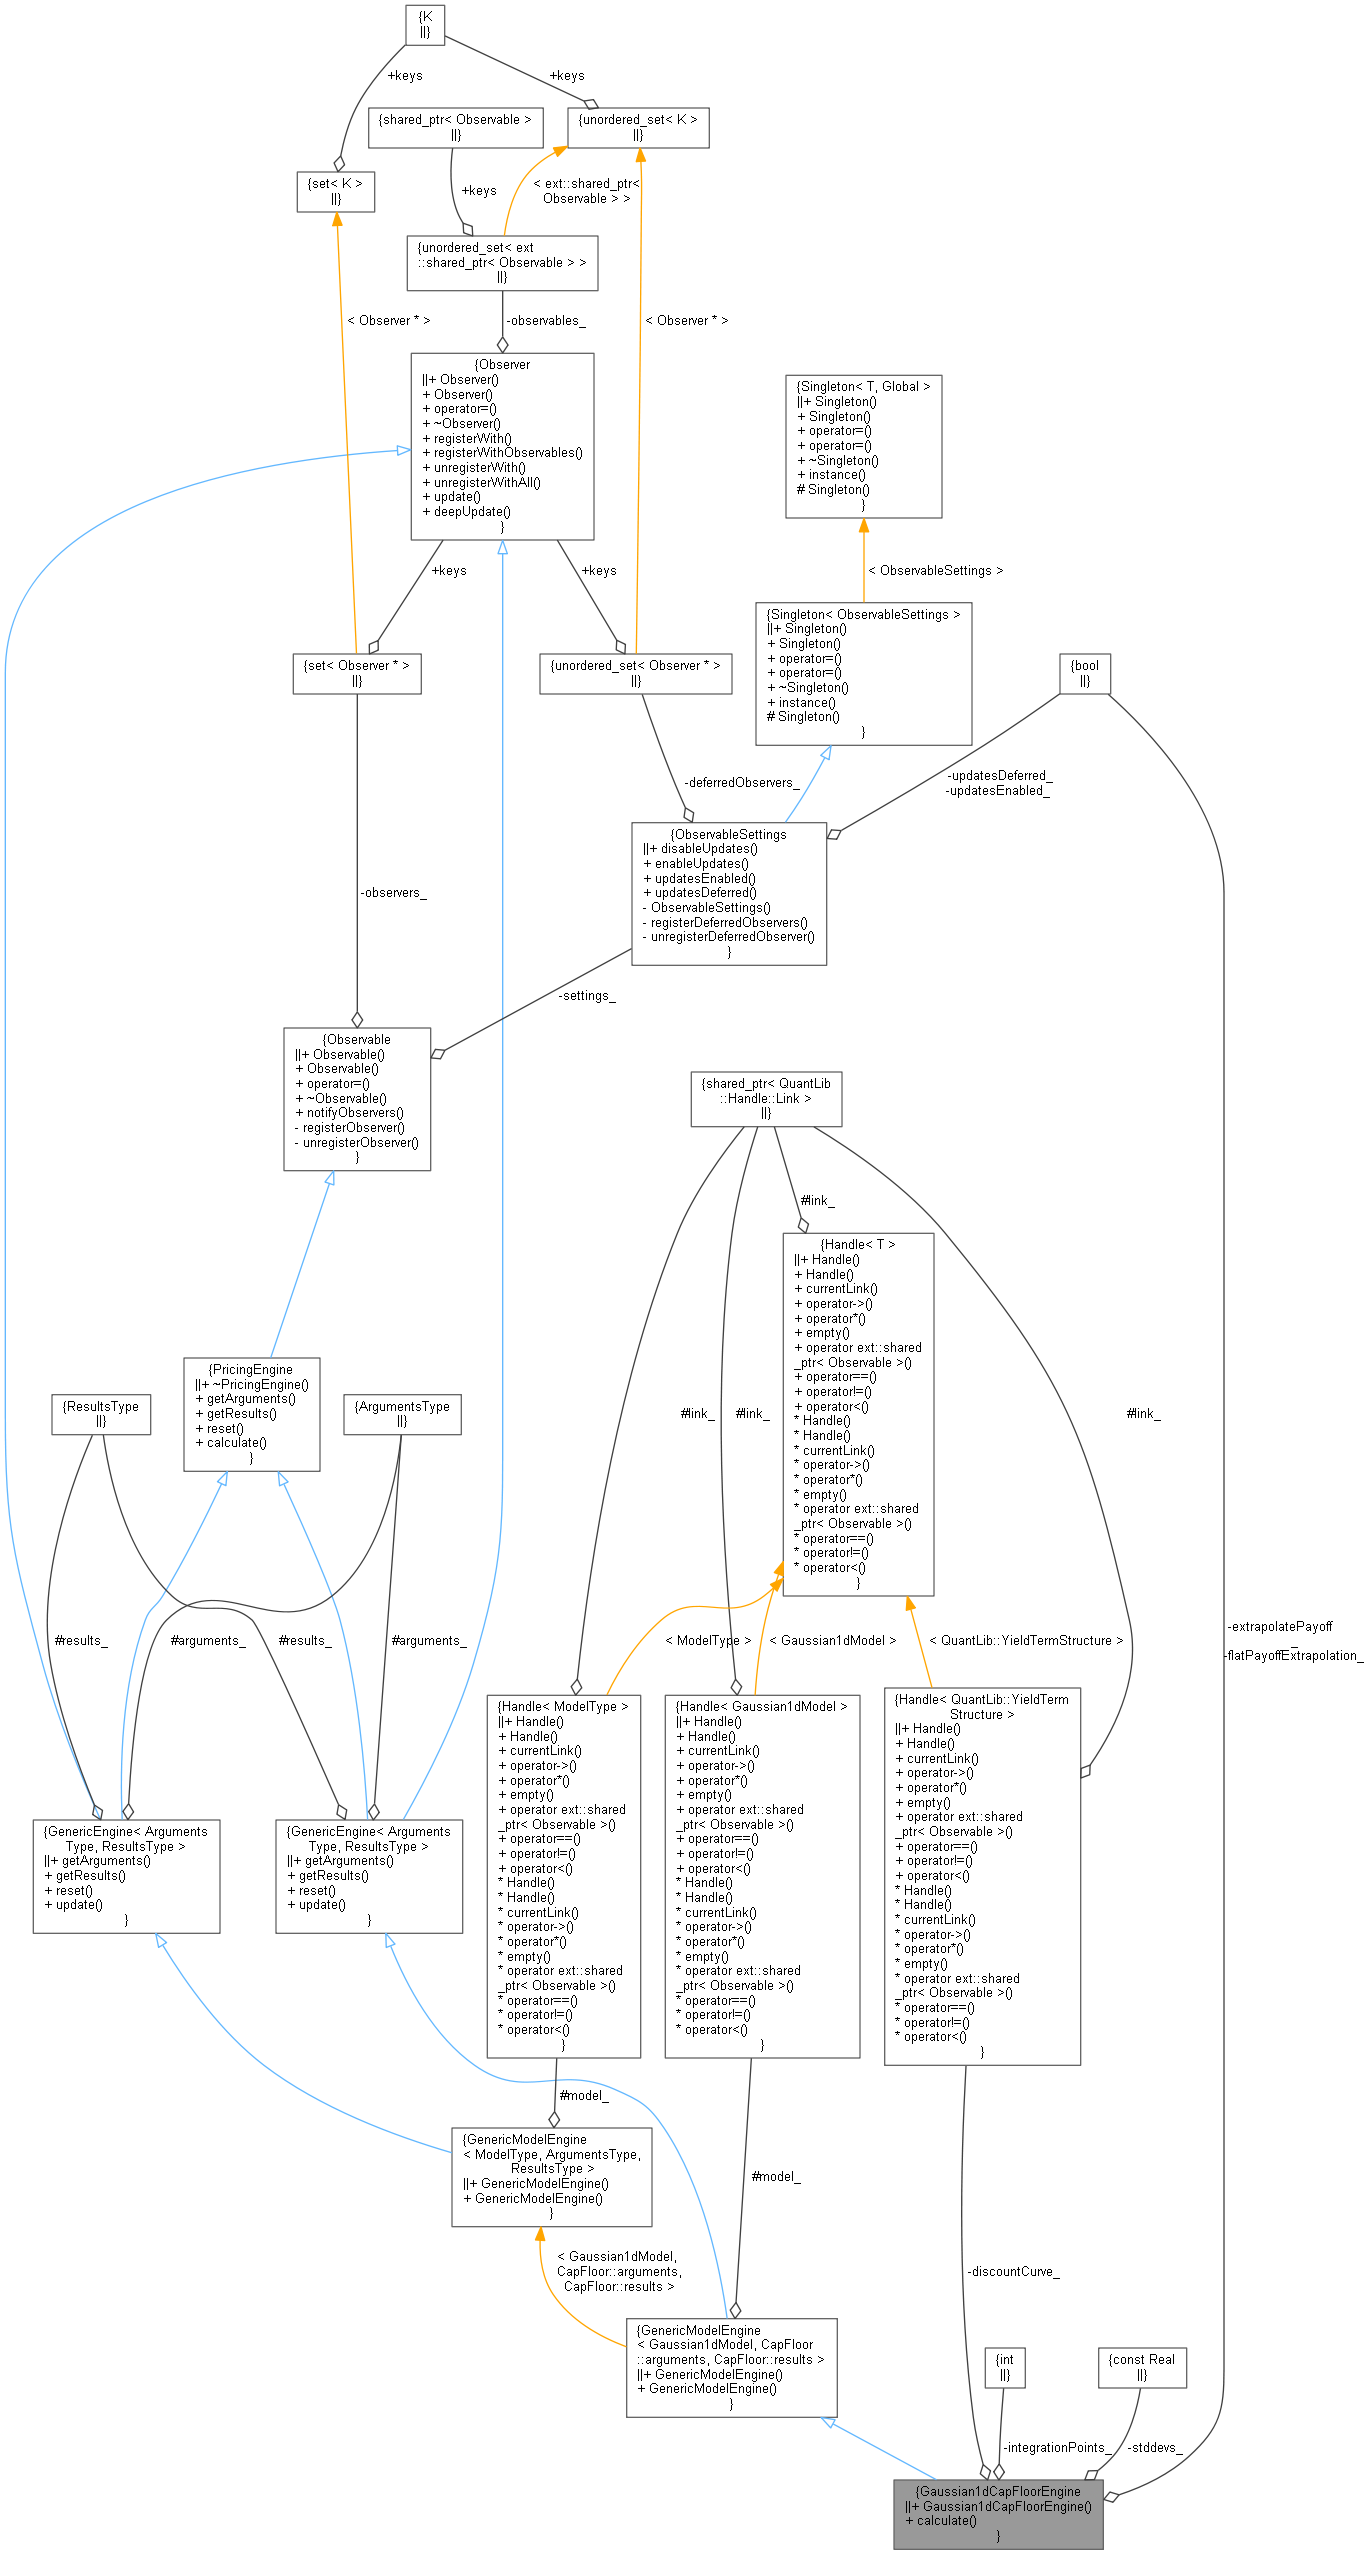 {K
||}
+keys
+keys
{shared_ptr< Observable >
||}
{unordered_set< K >
||}
{set< K >
||}
+keys
< ext::shared_ptr<
Observable > >
{unordered_set< ext
::shared_ptr< Observable > >
||}
< Observer * >
-observables_
< Observer * >
{Observer
||+ Observer()
+ Observer()
+ operator=()
+ ~Observer()
+ registerWith()
+ registerWithObservables()
+ unregisterWith()
+ unregisterWithAll()
+ update()
+ deepUpdate()
}
{Singleton< T, Global >
||+ Singleton()
+ Singleton()
+ operator=()
+ operator=()
+ ~Singleton()
+ instance()
# Singleton()
}
+keys
+keys
< ObservableSettings >
{Singleton< ObservableSettings >
||+ Singleton()
+ Singleton()
+ operator=()
+ operator=()
+ ~Singleton()
+ instance()
# Singleton()
}
{set< Observer * >
||}
{unordered_set< Observer * >
||}
{bool
||}
-deferredObservers_
-updatesDeferred_
-updatesEnabled_
{ObservableSettings
||+ disableUpdates()
+ enableUpdates()
+ updatesEnabled()
+ updatesDeferred()
- ObservableSettings()
- registerDeferredObservers()
- unregisterDeferredObserver()
}
-observers_
-settings_
{Observable
||+ Observable()
+ Observable()
+ operator=()
+ ~Observable()
+ notifyObservers()
- registerObserver()
- unregisterObserver()
}
{shared_ptr< QuantLib
::Handle::Link >
||}
#link_
{Handle< T >
||+ Handle()
+ Handle()
+ currentLink()
+ operator->()
+ operator*()
+ empty()
+ operator ext::shared
_ptr< Observable >()
+ operator==()
+ operator!=()
+ operator<()
* Handle()
* Handle()
* currentLink()
* operator->()
* operator*()
* empty()
* operator ext::shared
_ptr< Observable >()
* operator==()
* operator!=()
* operator<()
}
{PricingEngine
||+ ~PricingEngine()
+ getArguments()
+ getResults()
+ reset()
+ calculate()
}
{ResultsType
||}
{ArgumentsType
||}
#link_
#link_
#link_
#results_
#arguments_
#results_
#arguments_
< ModelType >
< Gaussian1dModel >
< QuantLib::YieldTermStructure >
-extrapolatePayoff
_
-flatPayoffExtrapolation_
{Handle< ModelType >
||+ Handle()
+ Handle()
+ currentLink()
+ operator->()
+ operator*()
+ empty()
+ operator ext::shared
_ptr< Observable >()
+ operator==()
+ operator!=()
+ operator<()
* Handle()
* Handle()
* currentLink()
* operator->()
* operator*()
* empty()
* operator ext::shared
_ptr< Observable >()
* operator==()
* operator!=()
* operator<()
}
{Handle< Gaussian1dModel >
||+ Handle()
+ Handle()
+ currentLink()
+ operator->()
+ operator*()
+ empty()
+ operator ext::shared
_ptr< Observable >()
+ operator==()
+ operator!=()
+ operator<()
* Handle()
* Handle()
* currentLink()
* operator->()
* operator*()
* empty()
* operator ext::shared
_ptr< Observable >()
* operator==()
* operator!=()
* operator<()
}
{Handle< QuantLib::YieldTerm
Structure >
||+ Handle()
+ Handle()
+ currentLink()
+ operator->()
+ operator*()
+ empty()
+ operator ext::shared
_ptr< Observable >()
+ operator==()
+ operator!=()
+ operator<()
* Handle()
* Handle()
* currentLink()
* operator->()
* operator*()
* empty()
* operator ext::shared
_ptr< Observable >()
* operator==()
* operator!=()
* operator<()
}
{GenericEngine< Arguments
Type, ResultsType >
||+ getArguments()
+ getResults()
+ reset()
+ update()
}
{GenericEngine< Arguments
Type, ResultsType >
||+ getArguments()
+ getResults()
+ reset()
+ update()
}
#model_
{GenericModelEngine
< ModelType, ArgumentsType,
ResultsType >
||+ GenericModelEngine()
+ GenericModelEngine()
}
#model_
< Gaussian1dModel,
CapFloor::arguments,
CapFloor::results >
-discountCurve_
{GenericModelEngine
< Gaussian1dModel, CapFloor
::arguments, CapFloor::results >
||+ GenericModelEngine()
+ GenericModelEngine()
}
{int
||}
{const Real
||}
-integrationPoints_
-stddevs_
{Gaussian1dCapFloorEngine
||+ Gaussian1dCapFloorEngine()
+ calculate()
}